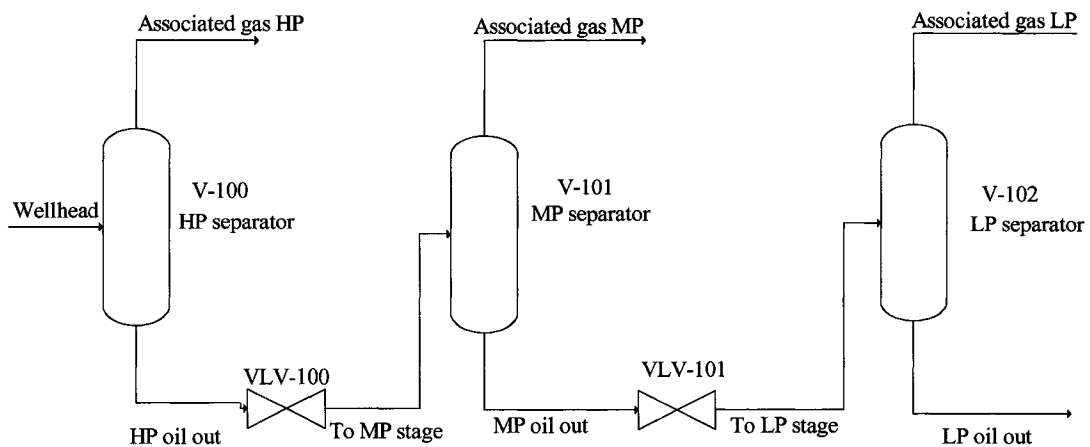 Associated gas HP
Associated gas MP
Associated gas LP
V-100
HP separator
V-101
MP separator
V-102
LP separator
Wellhead
VLV-100
VLV-101
HP oil out
To MP stage
MP oil out
To LP stage
LP oil out